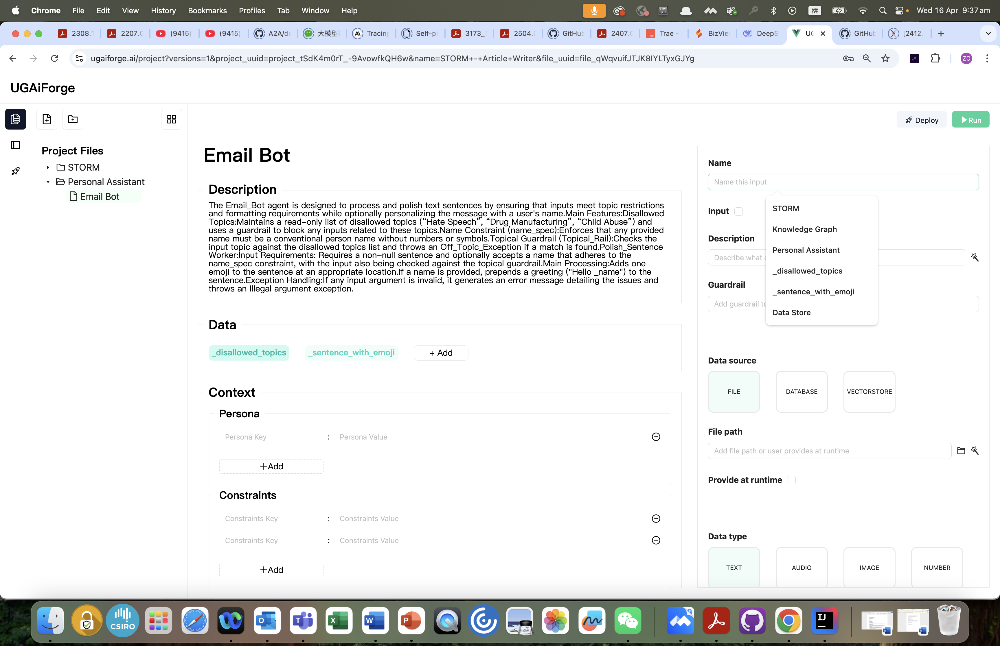 Chrome File Edit View History Bookmarks Profiles Tab Window Help
IM &T
拼
Wed 16 Apr 9:37 am
2308.1
2207.0
(9415)
(9415)
A2A/de
大模型
Tracing
Self-pl
3173_
2504.0
GitHub
2407.0
Trae -
BizView
DeepS
UG
GitHub
[2412.
ugaiforge.ai/project?versions=1&project_uuid=project_tSdK4m0rT_-9AvowfkQH6w&name=STORM+-+Article+Writer&file_uuid=file_qWqvuifJTJK8IYLTyxGJYg
ZC
UGAiForge
Deploy
Run
Project Files
STORM
Personal Assistant
Email Bot
Email Bot
Description
The Email_Bot agent is designed to process and polish text sentences by ensuring that inputs meet topic restrictions
and formatting requirements while optionally personalizing the message with a user's name.Main Features:Disallowed
Topics:Maintains a read-only list of disallowed topics (“Hate Speech”, “Drug Manufacturing”, “Child Abuse”) and
uses a guardrail to block any inputs related to these topics.Name Constraint (name_spec):Enforces that any provided
name must be a conventional person name without numbers or symbols.Topical Guardrail (Topical_Rail):Checks the
input topic against the disallowed topics list and throws an Off_Topic_Exception if a match is found.Polish_Sentence
Worker:Input Requirements: Requires a non-null sentence and optionally accepts a name that adheres to the
name_spec constraint, with the input also being checked against the topical guardrail.Main Processing:Adds one
emoji to the sentence at an appropriate location.If a name is provided, prepends a greeting ("Hello _name") to the
sentence.Exception Handling:If any input argument is invalid, it generates an error message detailing the issues and
throws an Illegal argument exception.
Data
_disallowed_topics
_sentence_with_emoji
+ Add
Context
Persona
Persona Key : Persona Value
+Add
Constraints
Constraints Key : Constraints Value
Constraints Key : Constraints Value
+Add
Name
Name this input
Input
Description
Describe what
Guardrail
Add guardrail to
STORM
Knowledge Graph
Personal Assistant
_disallowed_topics
_sentence_with_emoji
Data Store
Data source
FILE
DATABASE
VECTORSTORE
File path
Add file path or user provides at runtime
Provide at runtime
Data type
TEXT
AUDIO
IMAGE
NUMBER
CSIRO
O
T
X
W
P
IJ
W
W